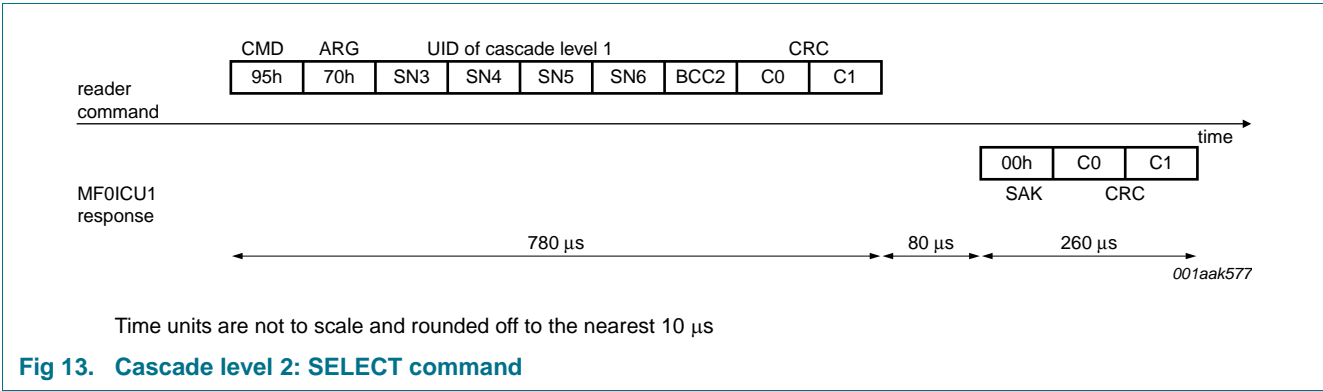 CMD ARG UID of cascade level 1 CRC
95h 70h SN3 SN4 SN5 SN6 BCC2 C0 C1
reader
command
time
00h C0 C1
MF0ICU1
response
SAK CRC
780 μs 80 μs 260 μs
001aak577
Time units are not to scale and rounded off to the nearest 10 μs
Fig 13. Cascade level 2: SELECT command